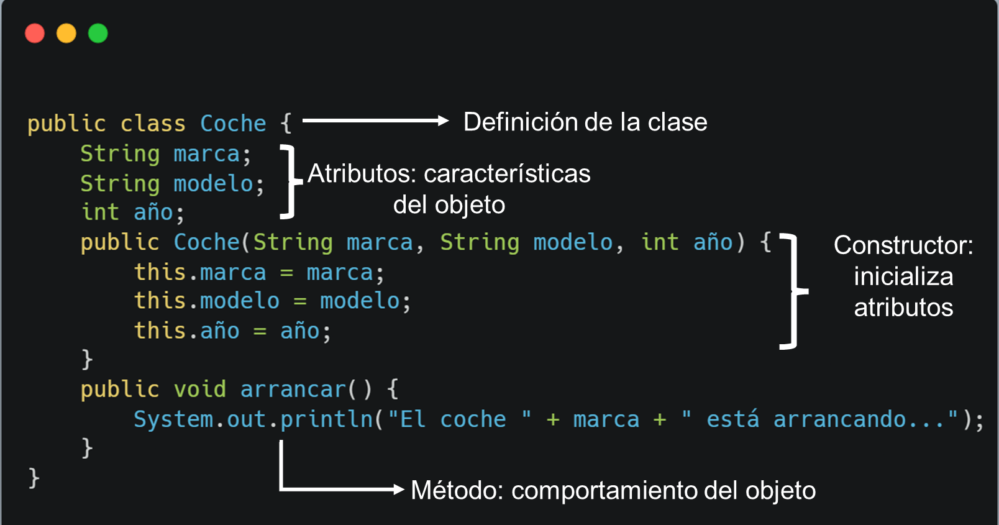 public class Coche {
Definición de la clase
String marca;
String modelo;
int año;
Atributos: características
del objeto
public Coche(String marca, String modelo, int año) {
this.marca = marca;
this.modelo = modelo;
this.año = año;
}
Constructor:
inicializa
atributos
public void arrancar() {
System.out.println("El coche " + marca + " está arrancando...");
}
}
Método: comportamiento del objeto